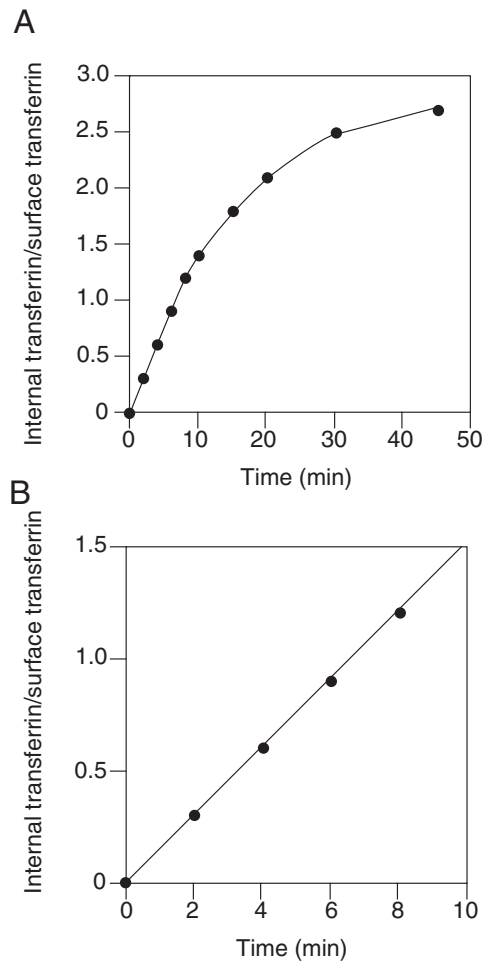 A
Internal transferrin/surface transferrin
3.0
2.5
2.0
1.5
1.0
0.5
0
0 10 20 30 40 50
Time (min)
B
Internal transferrin/surface transferrin
1.5
1.0
0.5
0
0 2 4 6 8 10
Time (min)